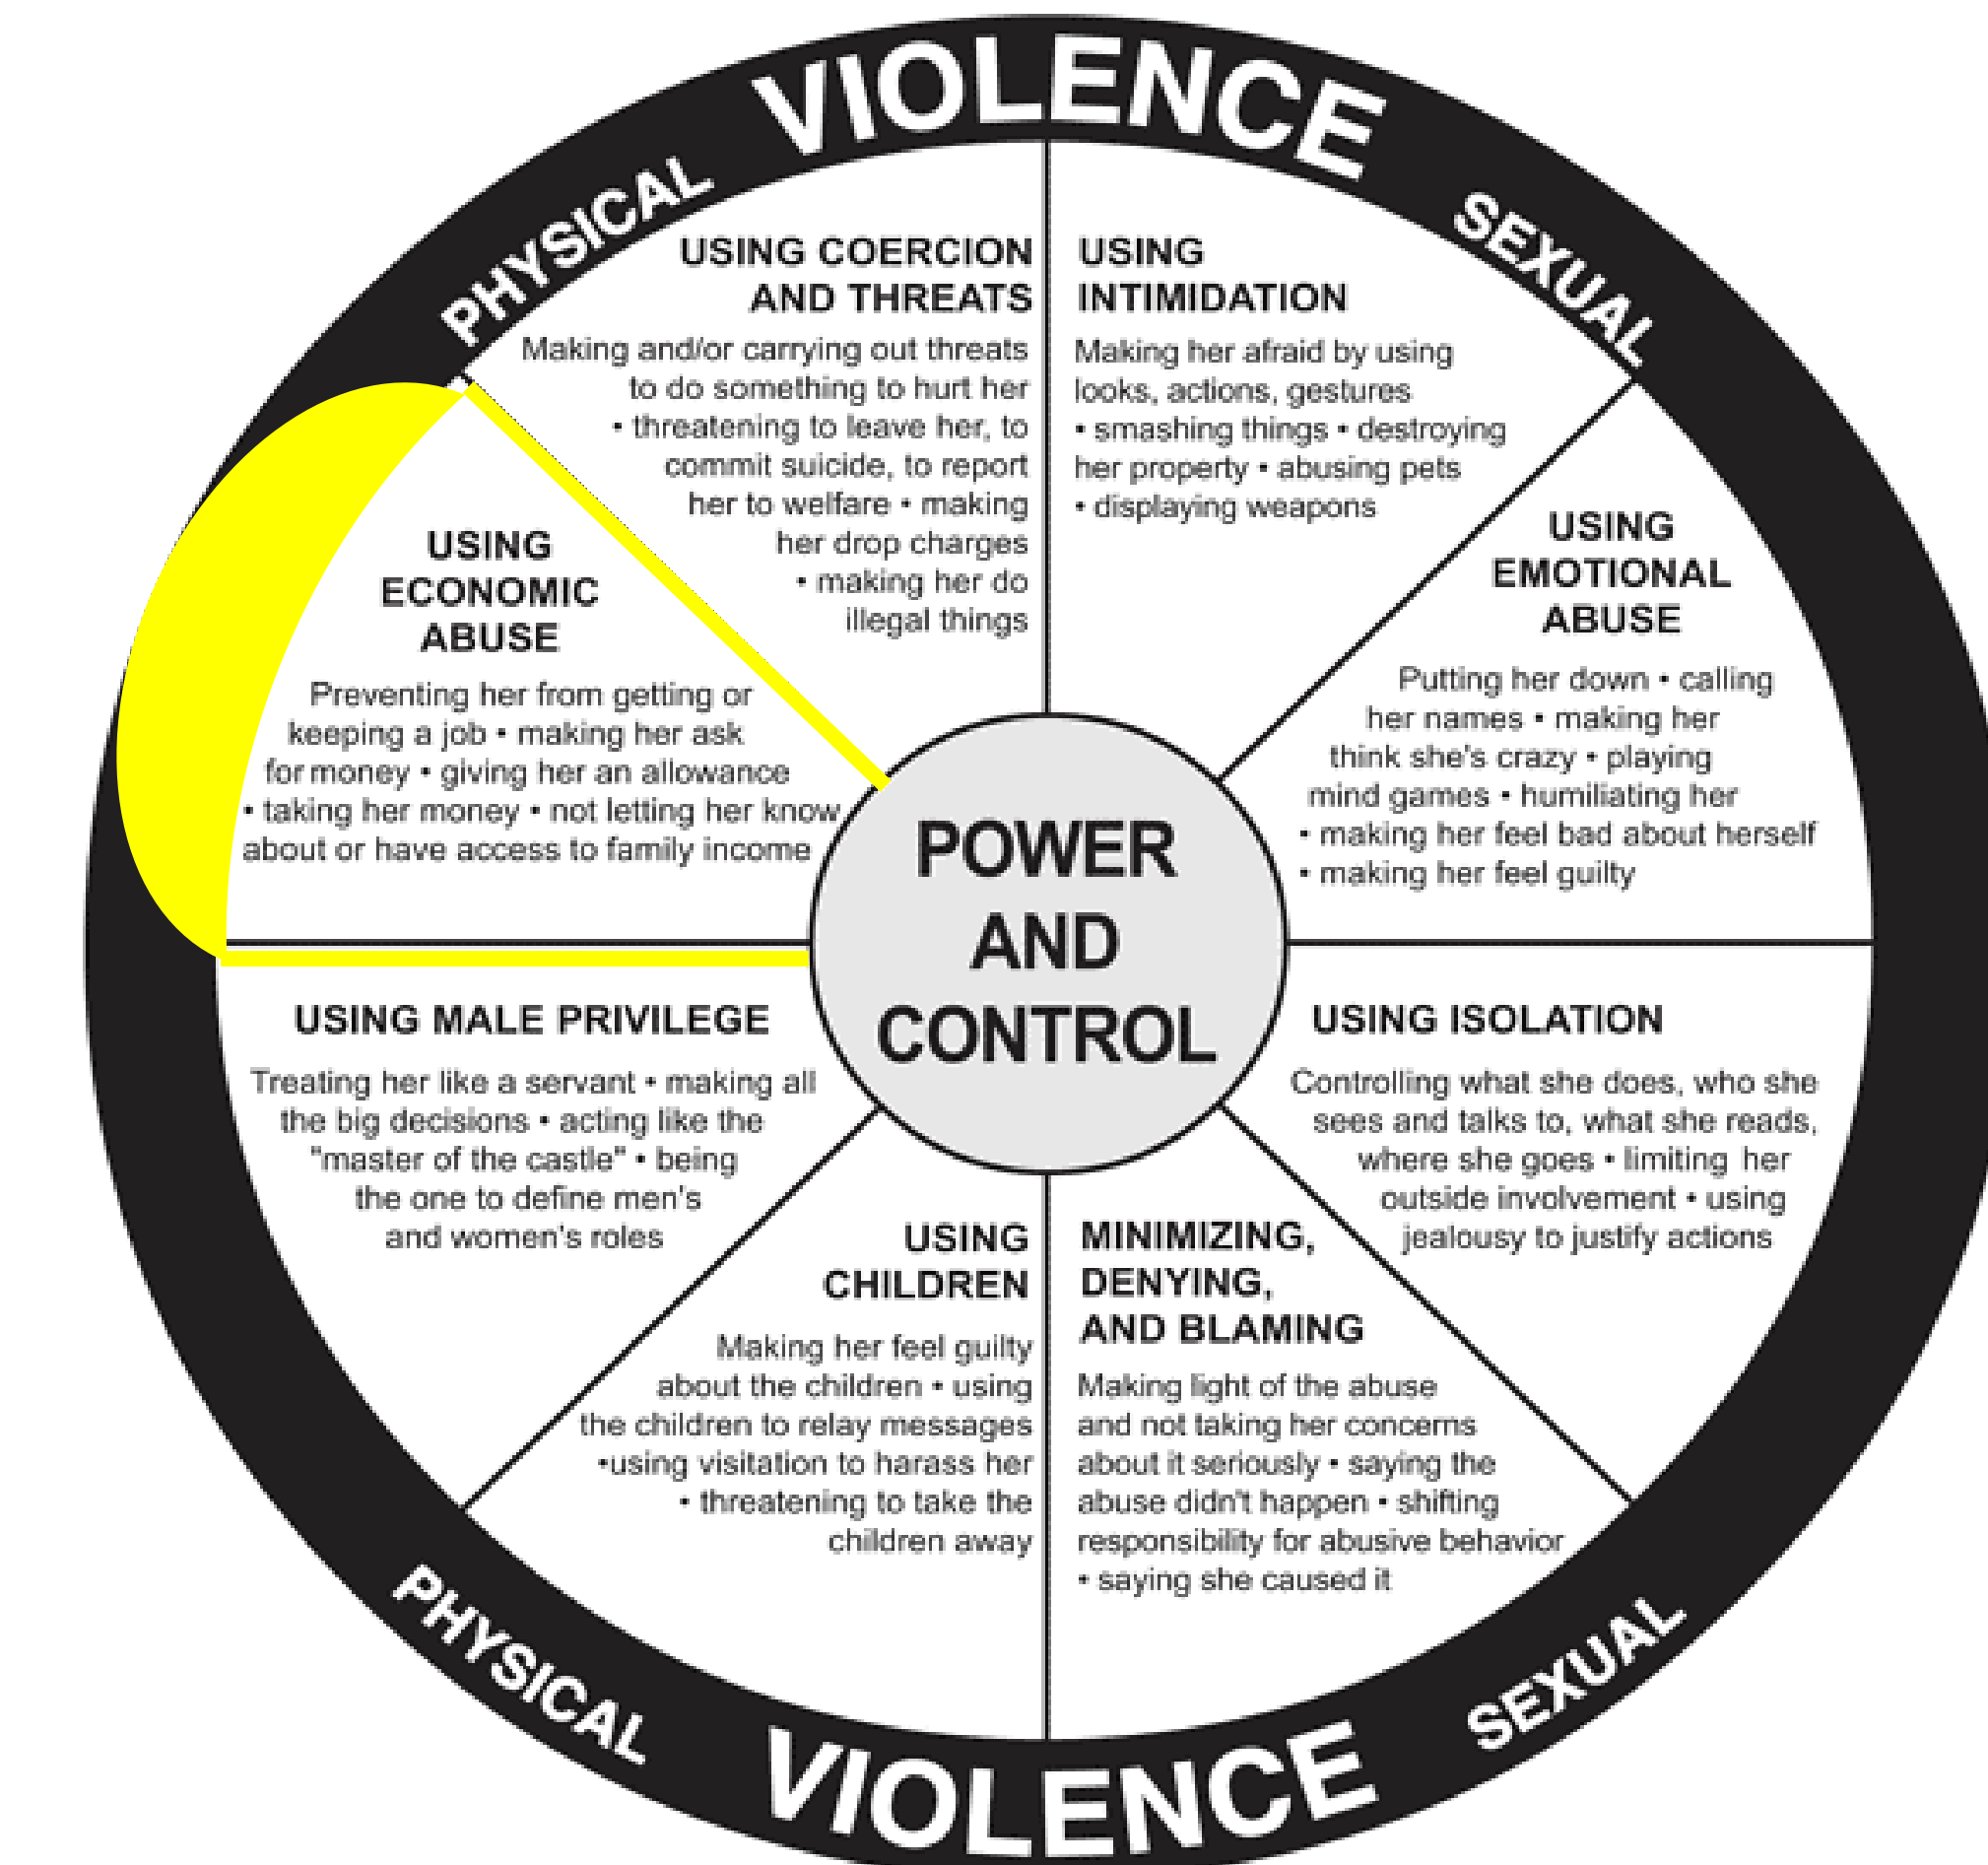 VIOLENCE
PHYSICAL
SEXUAL
USING COERCION
AND THREATS
Making and/or carrying out threats
to do something to hurt her
• threatening to leave her, to
commit suicide, to report
her to welfare • making
her drop charges
• making her do
illegal things
USING
INTIMIDATION
Making her afraid by using
looks, actions, gestures
• smashing things • destroying
her property • abusing pets
• displaying weapons
USING
EMOTIONAL
ABUSE
Putting her down • calling
her names • making her
think she's crazy • playing
mind games • humiliating her
• making her feel bad about herself
• making her feel guilty
USING
ECONOMIC
ABUSE
Preventing her from getting or
keeping a job • making her ask
for money • giving her an allowance
• taking her money • not letting her know
about or have access to family income
POWER
AND
CONTROL
USING MALE PRIVILEGE
Treating her like a servant • making all
the big decisions • acting like the
"master of the castle" • being
the one to define men's
and women's roles
USING ISOLATION
Controlling what she does, who she
sees and talks to, what she reads,
where she goes • limiting her
outside involvement • using
jealousy to justify actions
USING
CHILDREN
Making her feel guilty
about the children • using
the children to relay messages
•using visitation to harass her
• threatening to take the
children away
MINIMIZING,
DENYING,
AND BLAMING
Making light of the abuse
and not taking her concerns
about it seriously • saying the
abuse didn't happen • shifting
responsibility for abusive behavior
• saying she caused it
PHYSICAL
SEXUAL
VIOLENCE